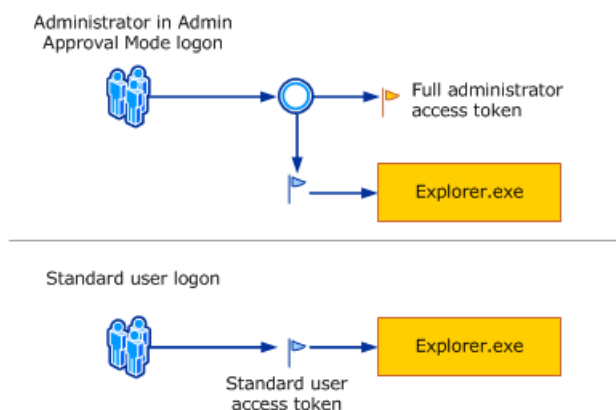 Administrator in Admin
Approval Mode logon
Full administrator
access token
Explorer.exe
Standard user logon
Explorer.exe
Standard user
access token